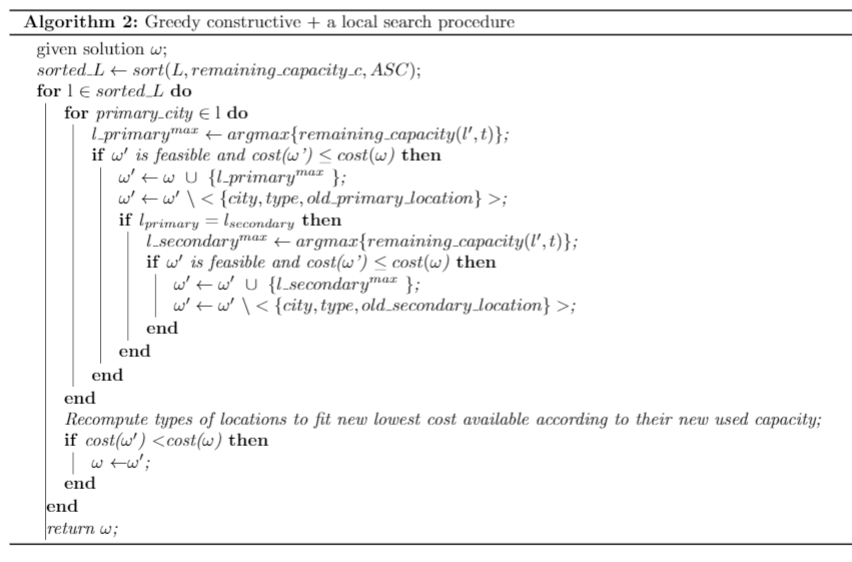 Algorithm 2: Greedy constructive + a local search procedure
given solution ω;
sorted_L ← sort(L, remaining_capacity_c, ASC);
for l ∈ sorted_L do
for primary_city ∈ l do
l_primary^max ← argmax{remaining_capacity(l′, t)};
if ω′ is feasible and cost(ω’) ≤ cost(ω) then
ω′ ← ω ∪ {l_primary^max };
ω′ ← ω′ \ < {city, type, old_primary_location} >;
if l_primary = l_secondary then
l_secondary^max ← argmax{remaining_capacity(l′, t)};
if ω′ is feasible and cost(ω’) ≤ cost(ω) then
ω′ ← ω′ ∪ {l_secondary^max };
ω′ ← ω′ \ < {city, type, old_secondary_location} >;
end
end
end
end
Recompute types of locations to fit new lowest cost available according to their new used capacity;
if cost(ω′) <cost(ω) then
ω ←ω′;
end
end
return ω;